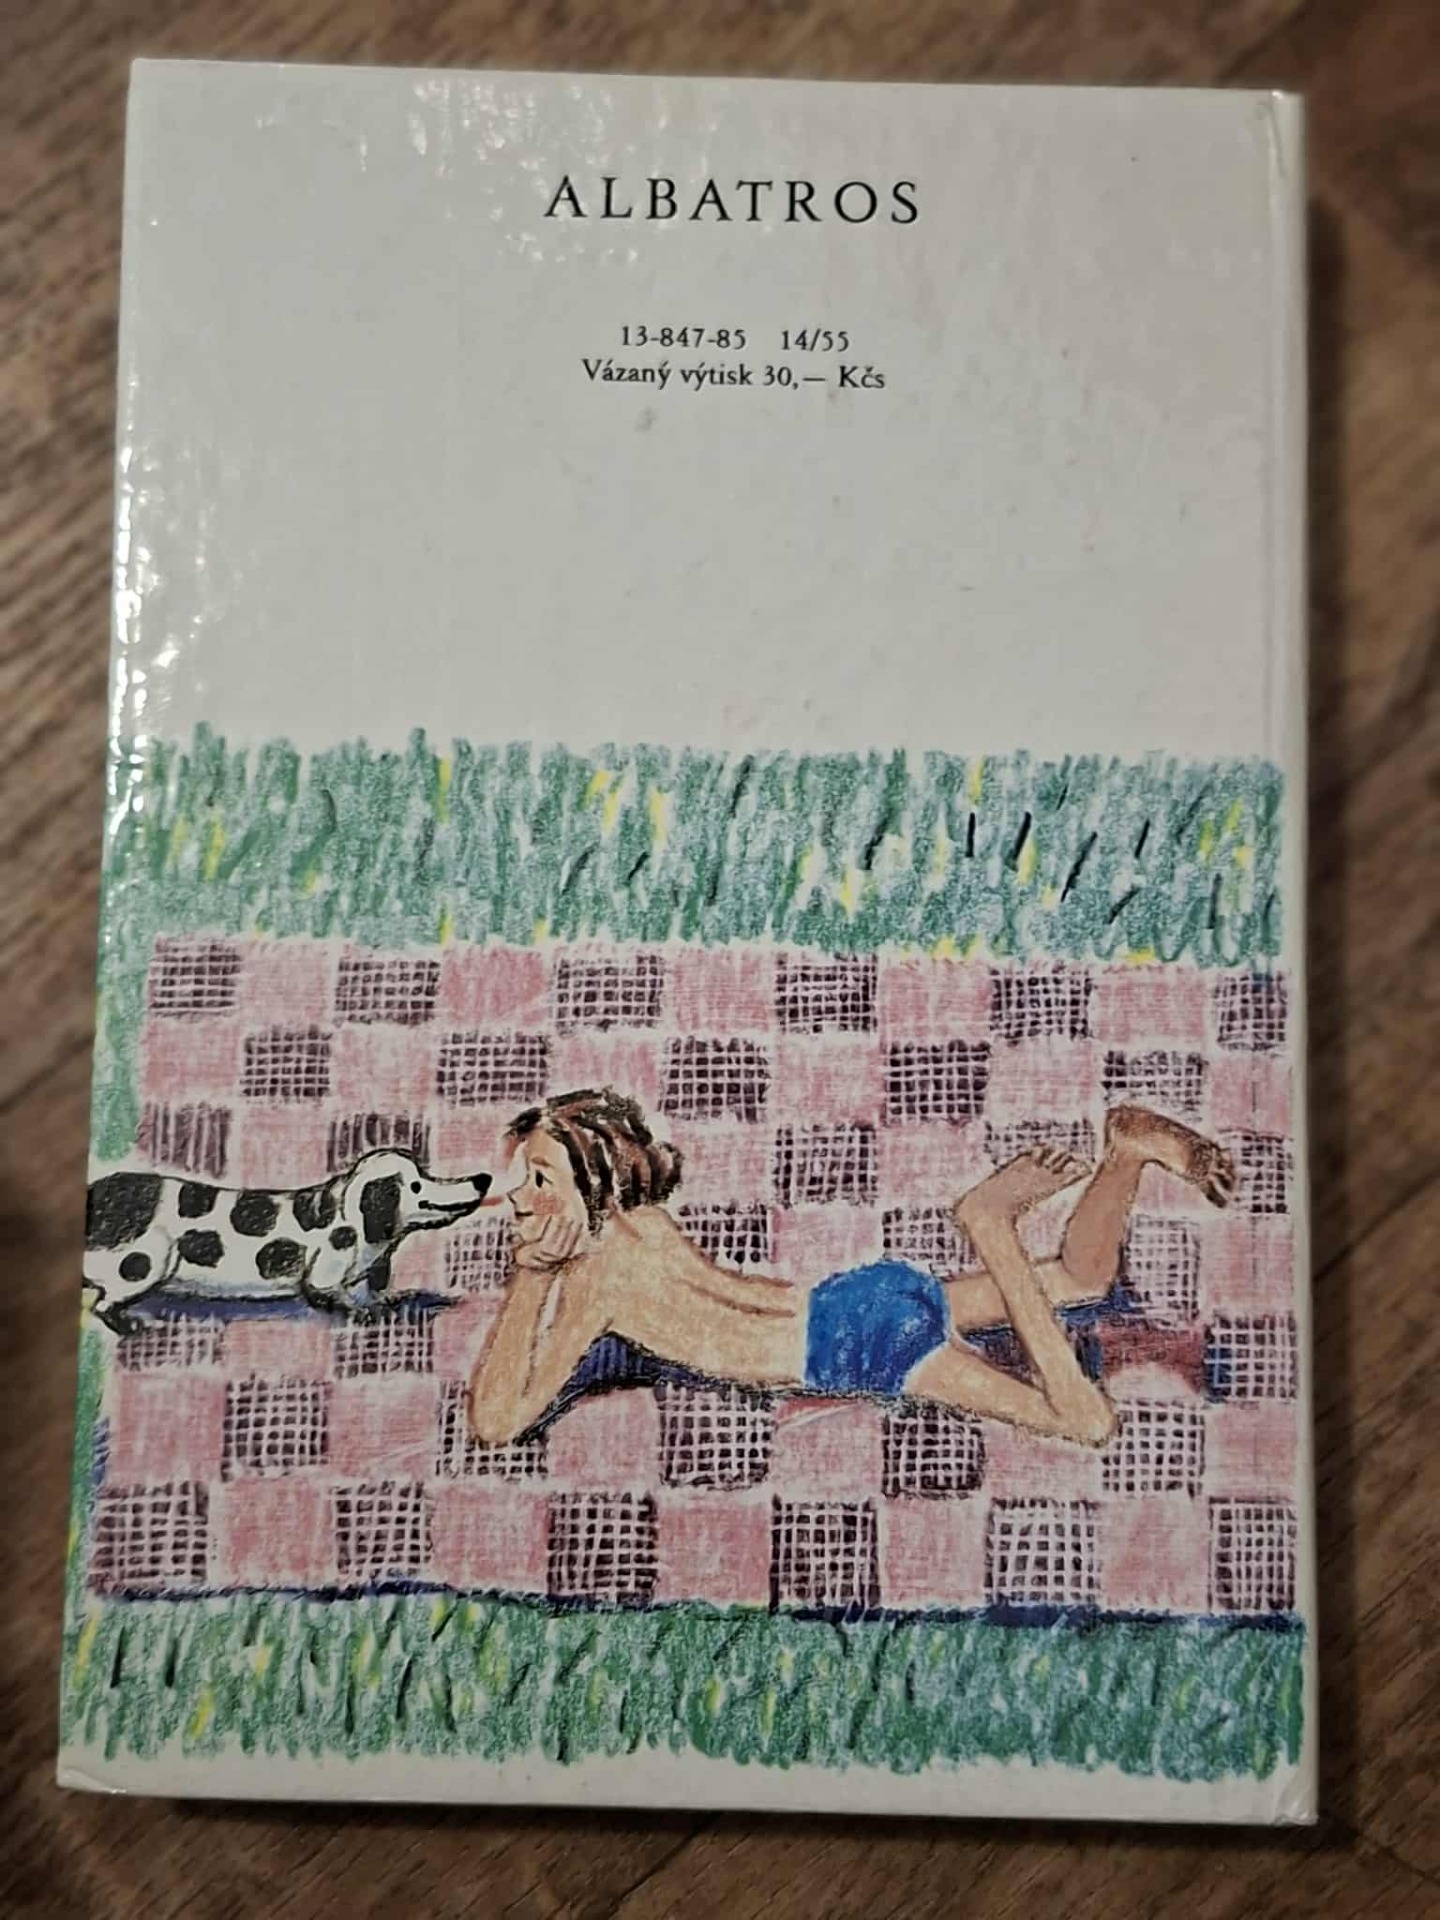 ALBATROS
13-847-85 14/55
Vázaný výtisk 30,— Kčs